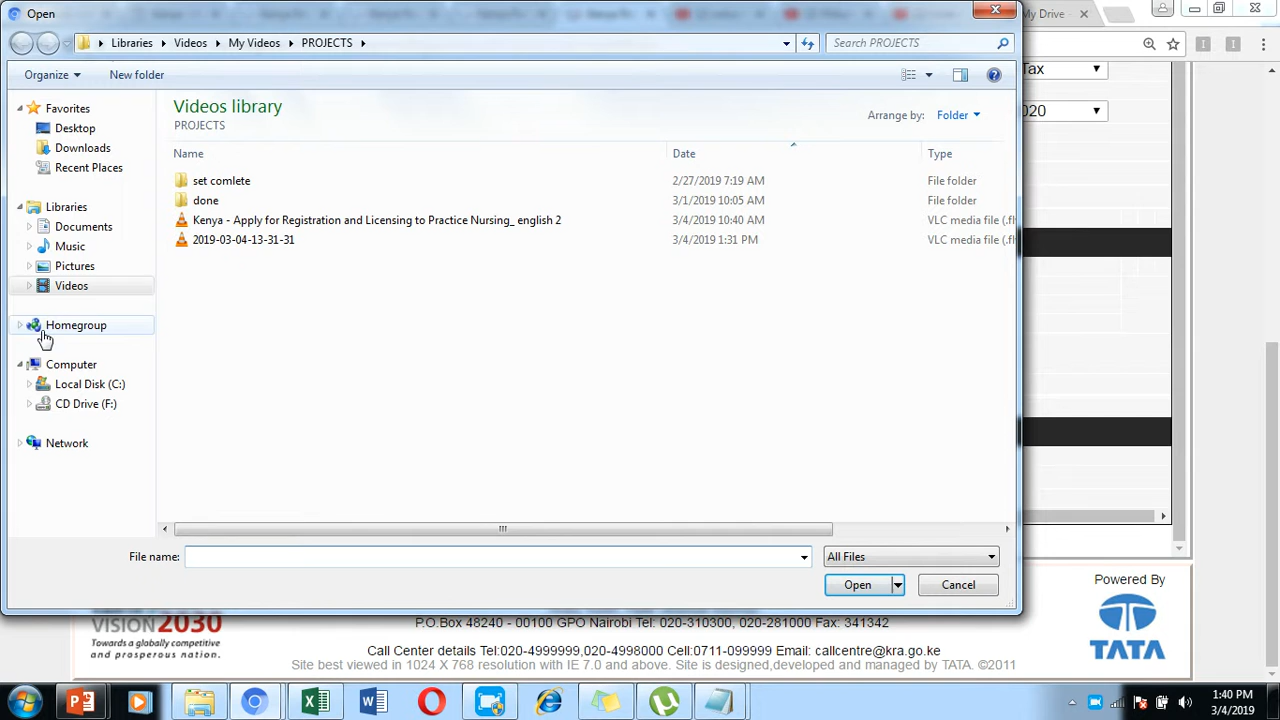 Open
My Drive
Libraries Videos My Videos PROJECTS
Search PROJECTS
Organize New folder
Tax
2020
Favorites
Desktop
Downloads
Recent Places
Libraries
Documents
Music
Pictures
Videos
Homegroup
Computer
Local Disk (C:)
CD Drive (F:)
Network
Videos library
PROJECTS
Arrange by: Folder
Name Date Type
set comlete 2/27/2019 7:19 AM File folder
done 3/1/2019 10:05 AM File folder
Kenya - Apply for Registration and Licensing to Practice Nursing_ english 2 3/4/2019 10:40 AM VLC media file (.fl
2019-03-04-13-31-31 3/4/2019 1:31 PM VLC media file (.fl
File name:
All Files
Open Cancel
Powered By
TATA
VISION 2030
Towards a globally competitive
and prosperous nation.
P.O.Box 48240 - 00100 GPO Nairobi Tel: 020-310300, 020-281000 Fax: 341342
Call Center details Tel:020-4999999,020-4998000 Cell:0711-099999 Email: callcentre@kra.go.ke
Site best viewed in 1024 X 768 resolution with IE 7.0 and above. Site is designed,developed and managed by TATA. ©2011
1:40 PM
3/4/2019